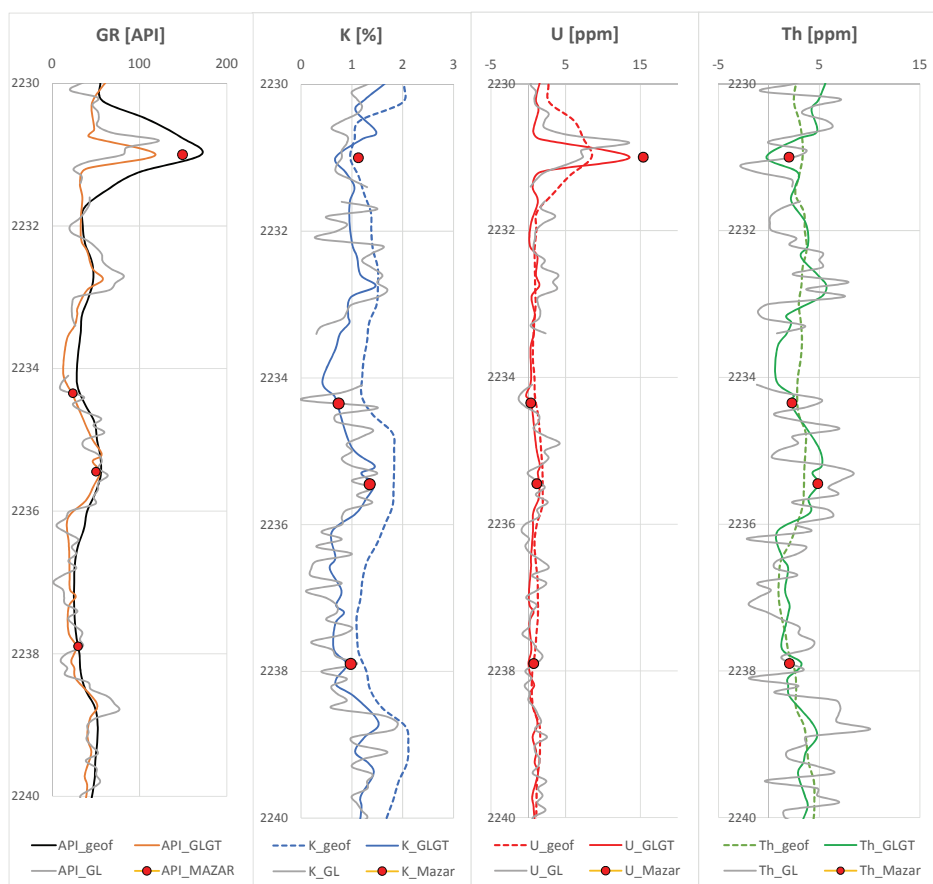 GR [API]
0 100 200
2230
2232
2234
2236
2238
2240
API_geof API_GLGT
API_GL API_MAZAR
K [%]
0 1 2 3
2230
2232
2234
2236
2238
2240
K_geof K_GLGT
K_GL K_Mazar
U [ppm]
-5 5 15
2230
2232
2234
2236
2238
2240
U_geof U_GLGT
U_GL U_Mazar
Th [ppm]
-5 5 15
2230
2232
2234
2236
2238
2240
Th_geof Th_GLGT
Th_GL Th_Mazar